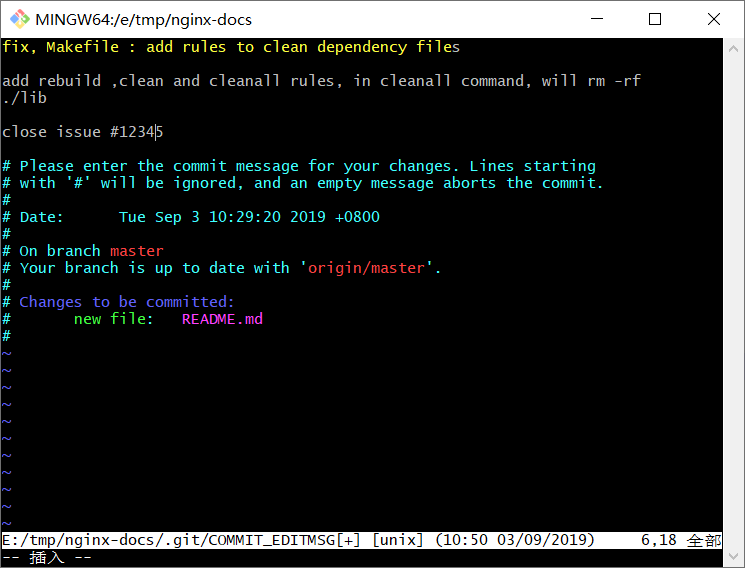 MINGW64:/e/tmp/nginx-docs
fix, Makefile : add rules to clean dependency files
add rebuild ,clean and cleanall rules, in cleanall command, will rm -rf
./lib
close issue #12345
# Please enter the commit message for your changes. Lines starting
# with '#' will be ignored, and an empty message aborts the commit.
#
# Date:      Tue Sep 3 10:29:20 2019 +0800
#
# On branch master
# Your branch is up to date with 'origin/master'.
#
# Changes to be committed:
#       new file:   README.md
#
~
~
~
~
~
~
~
~
~
~
~
E:/tmp/nginx-docs/.git/COMMIT_EDITMSG[+] [unix] (10:50 03/09/2019)     6,18 全部
-- 插入 --